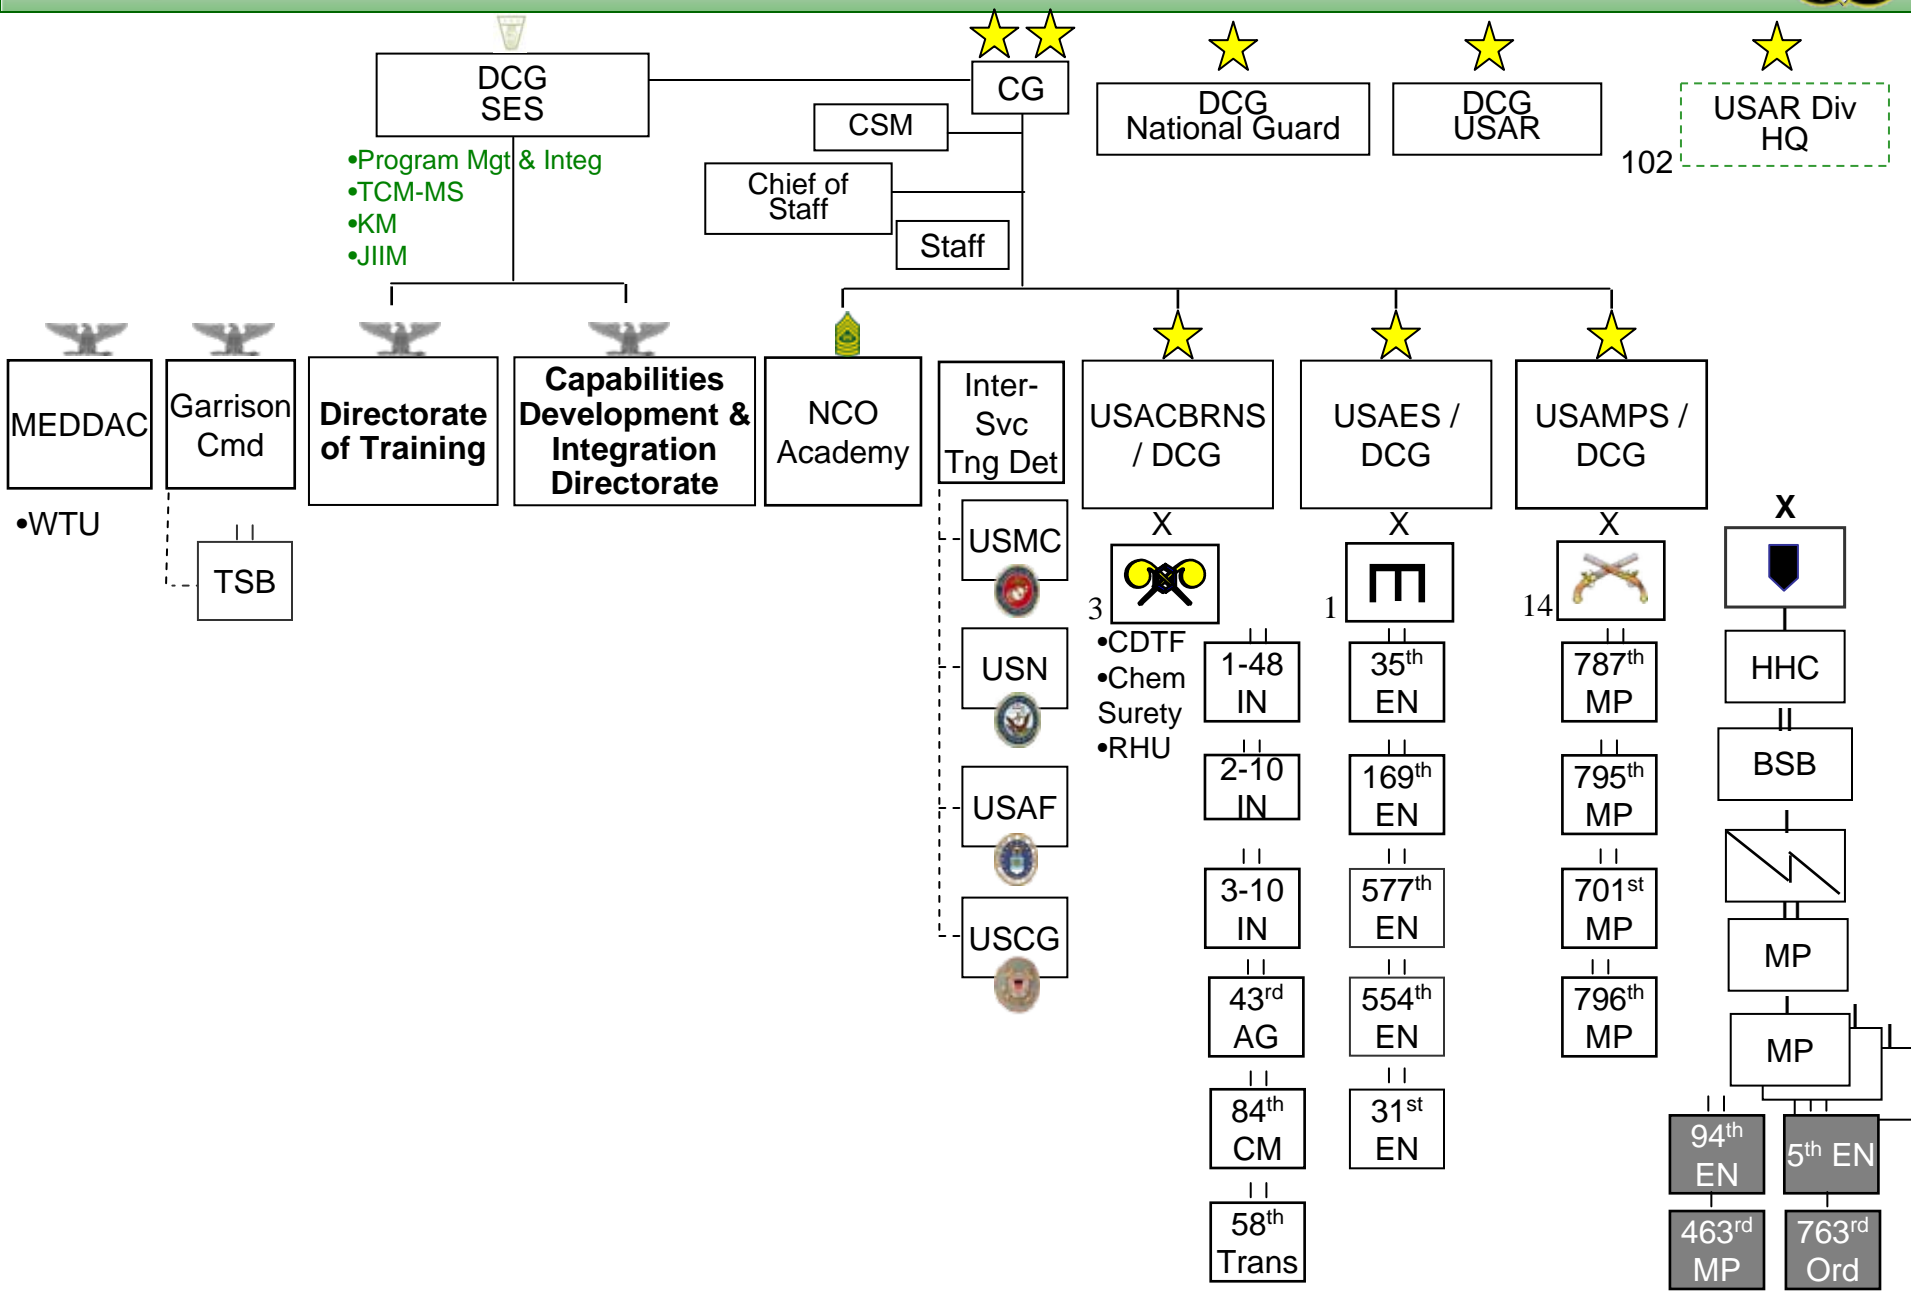 DCG
SES
CG
DCG
National Guard
DCG
USAR
USAR Div
HQ
102
CSM
Chief of
Staff
Staff
•Program Mgt & Integ
•TCM-MS
•KM
•JIIM
MEDDAC
•WTU
Garrison
Cmd
TSB
Directorate
of Training
Capabilities
Development &
Integration
Directorate
NCO
Academy
Inter-
Svc
Tng Det
USMC
USN
USAF
USCG
USACBRNS
/ DCG
X
3
•CDTF
•Chem
Surety
•RHU
1-48
IN
2-10
IN
3-10
IN
43rd
AG
84th
CM
58th
Trans
USAES /
DCG
X
1
35th
EN
169th
EN
577th
EN
554th
EN
31st
EN
USAMPS /
DCG
X
14
787th
MP
795th
MP
701st
MP
796th
MP
X
HHC
BSB
MP
MP
94th
EN
5th EN
463rd
MP
763rd
Ord